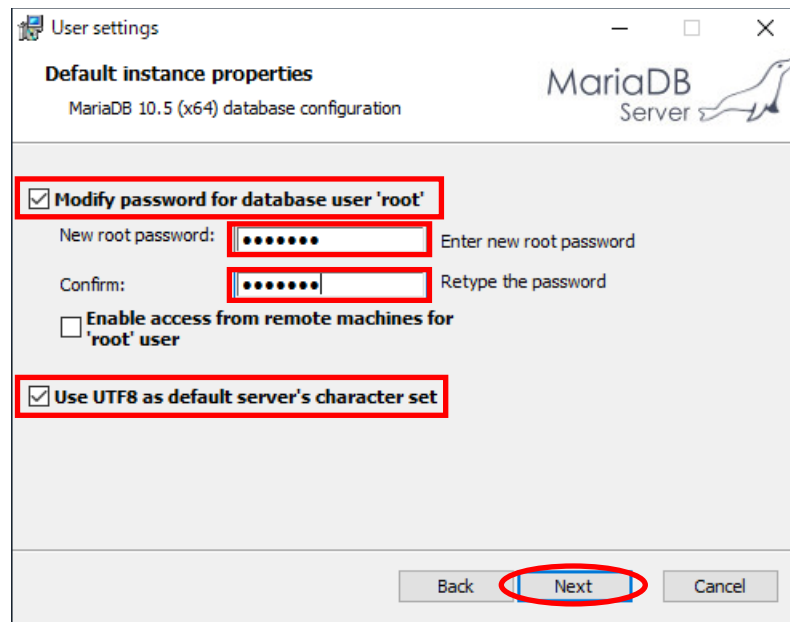 User settings
Default instance properties
MariaDB 10.5 (x64) database configuration
MariaDB
Server
Modify password for database user 'root'
New root password: ●●●●●●● Enter new root password
Confirm: ●●●●●●● Retype the password
Enable access from remote machines for
'root' user
Use UTF8 as default server's character set
Back Next Cancel